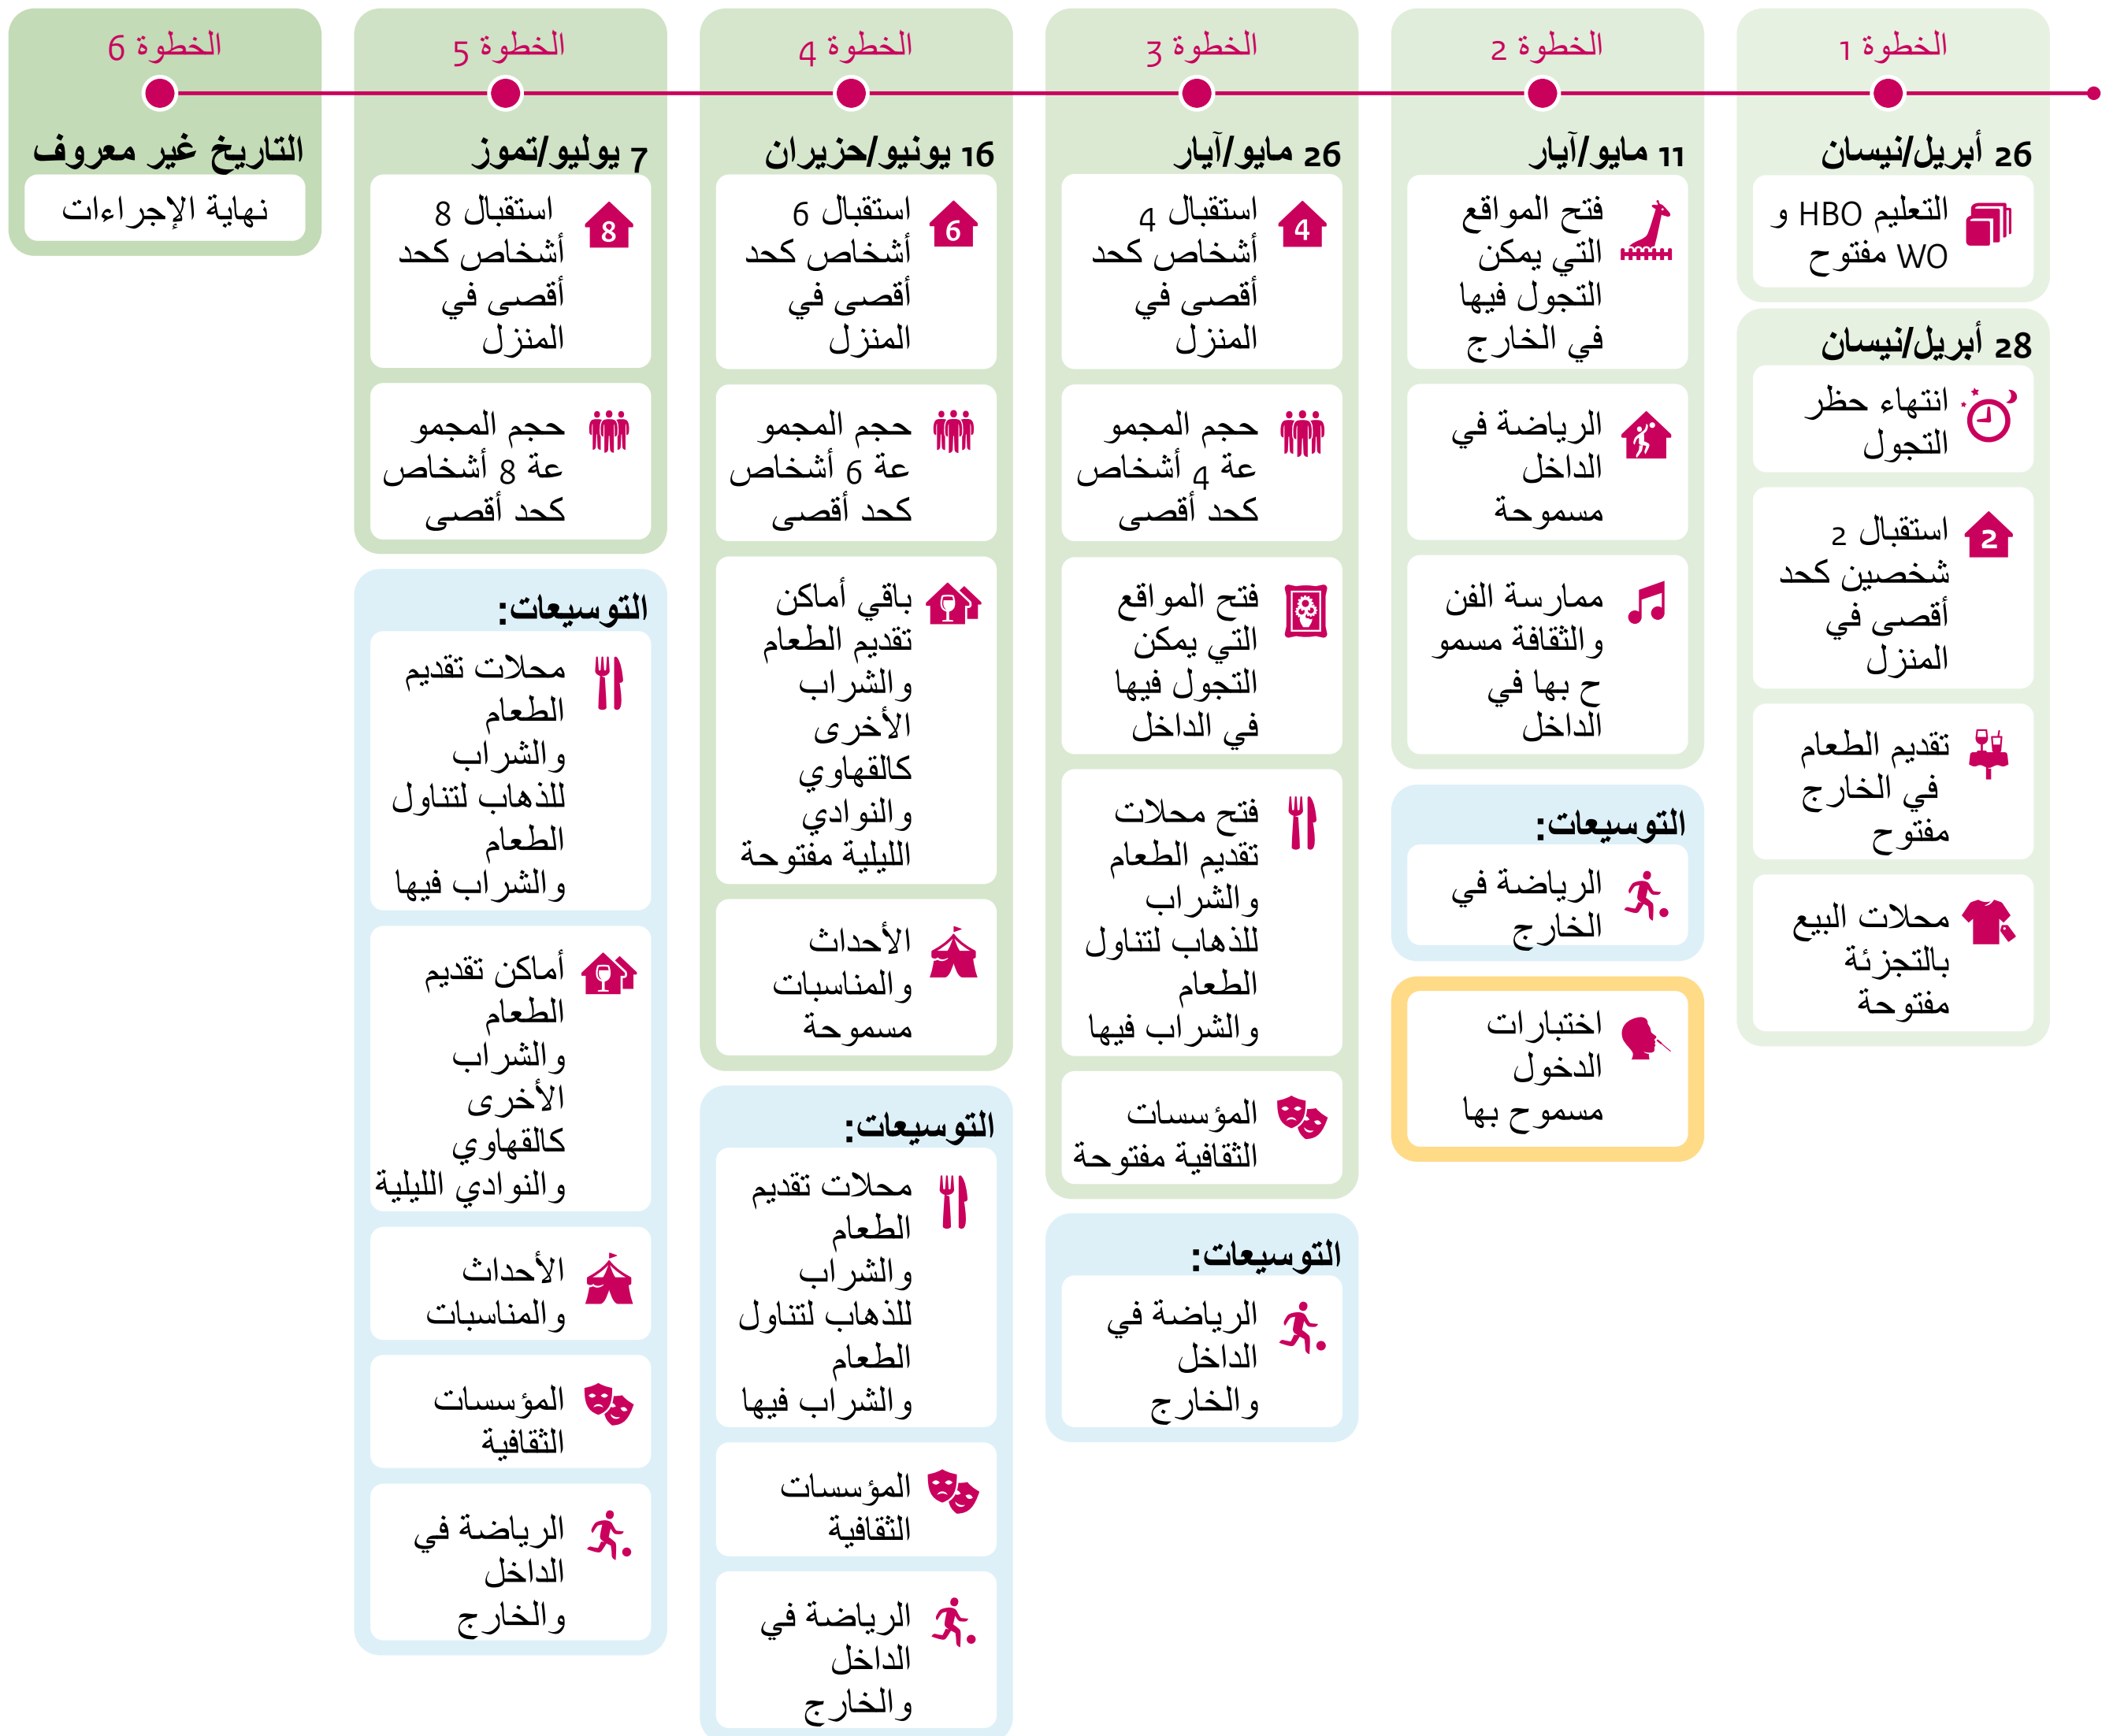 الخطوة 1
26 أبريل/نيسان
التعليم HBO و
WO مفتوح
28 أبريل/نيسان
انتهاء حظر
التجول
2
استقبال 2
شخصين كحد
أقصى في
المنزل
تقديم الطعام
في الخارج
مفتوح
محلات البيع
بالتجزئة
مفتوحة
الخطوة 2
11 مايو/آيار
فتح المواقع
التي يمكن
التجول فيها
في الخارج
الرياضة في
الداخل
مسموحة
ممارسة الفن
والثقافة مسمو
ح بها في
الداخل
التوسيعات:
الرياضة في
الخارج
اختبارات
الدخول
مسموح بها
الخطوة 3
26 مايو/آيار
4
استقبال 4
أشخاص كحد
أقصى في
المنزل
حجم المجمو
عة 4 أشخاص
كحد أقصى
فتح المواقع
التي يمكن
التجول فيها
في الداخل
فتح محلات
تقديم الطعام
والشراب
للذهاب لتناول
الطعام
والشراب فيها
المؤسسات
الثقافية مفتوحة
التوسيعات:
الرياضة في
الداخل
والخارج
الخطوة 4
16 يونيو/حزيران
6
استقبال 6
أشخاص كحد
أقصى في
المنزل
حجم المجمو
عة 6 أشخاص
كحد أقصى
باقي أماكن
تقديم الطعام
والشراب
الأخرى
كالقهاوي
والنوادي
الليلية مفتوحة
الأحداث
والمناسبات
مسموحة
التوسيعات:
محلات تقديم
الطعام
والشراب
للذهاب لتناول
الطعام
والشراب فيها
المؤسسات
الثقافية
الرياضة في
الداخل
والخارج
الخطوة 5
7 يوليو/تموز
8
استقبال 8
أشخاص كحد
أقصى في
المنزل
حجم المجمو
عة 8 أشخاص
كحد أقصى
التوسيعات:
محلات تقديم
الطعام
والشراب
للذهاب لتناول
الطعام
والشراب فيها
أماكن تقديم
الطعام
والشراب
الأخرى
كالقهاوي
والنوادي الليلية
الأحداث
والمناسبات
المؤسسات
الثقافية
الرياضة في
الداخل
والخارج
الخطوة 6
التاريخ غير معروف
نهاية الإجراءات